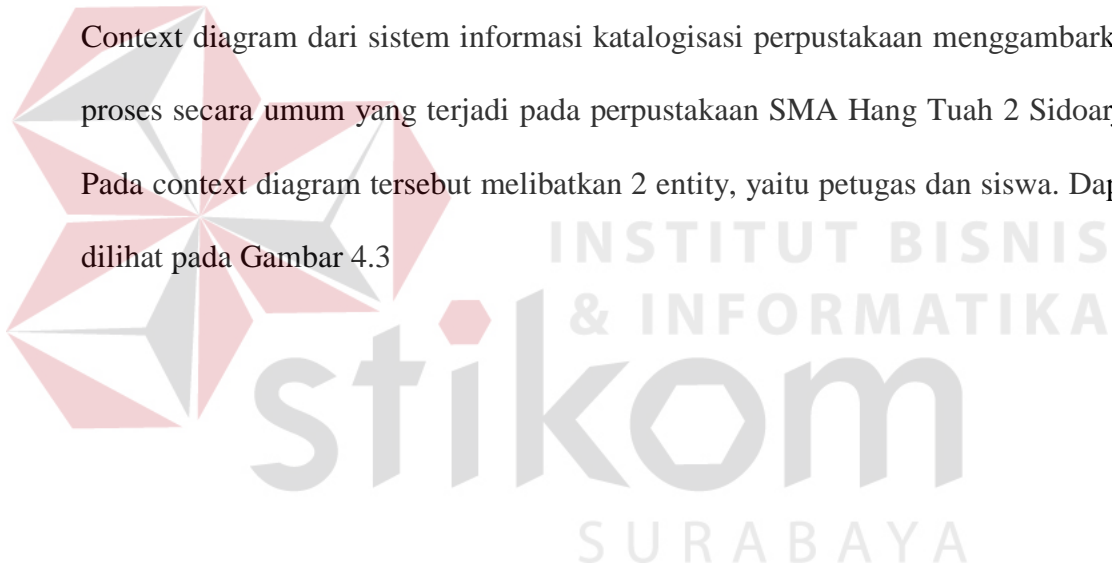 Context diagram dari sistem informasi katalogisasi perpustakaan menggambark
proses secara umum yang terjadi pada perpustakaan SMA Hang Tuah 2 Sidoar
Pada context diagram tersebut melibatkan 2 entity, yaitu petugas dan siswa. Dap
dilihat pada Gambar 4.3
INSTITUT BISNIS
& INFORMATIKA
stikom
SURABAYA